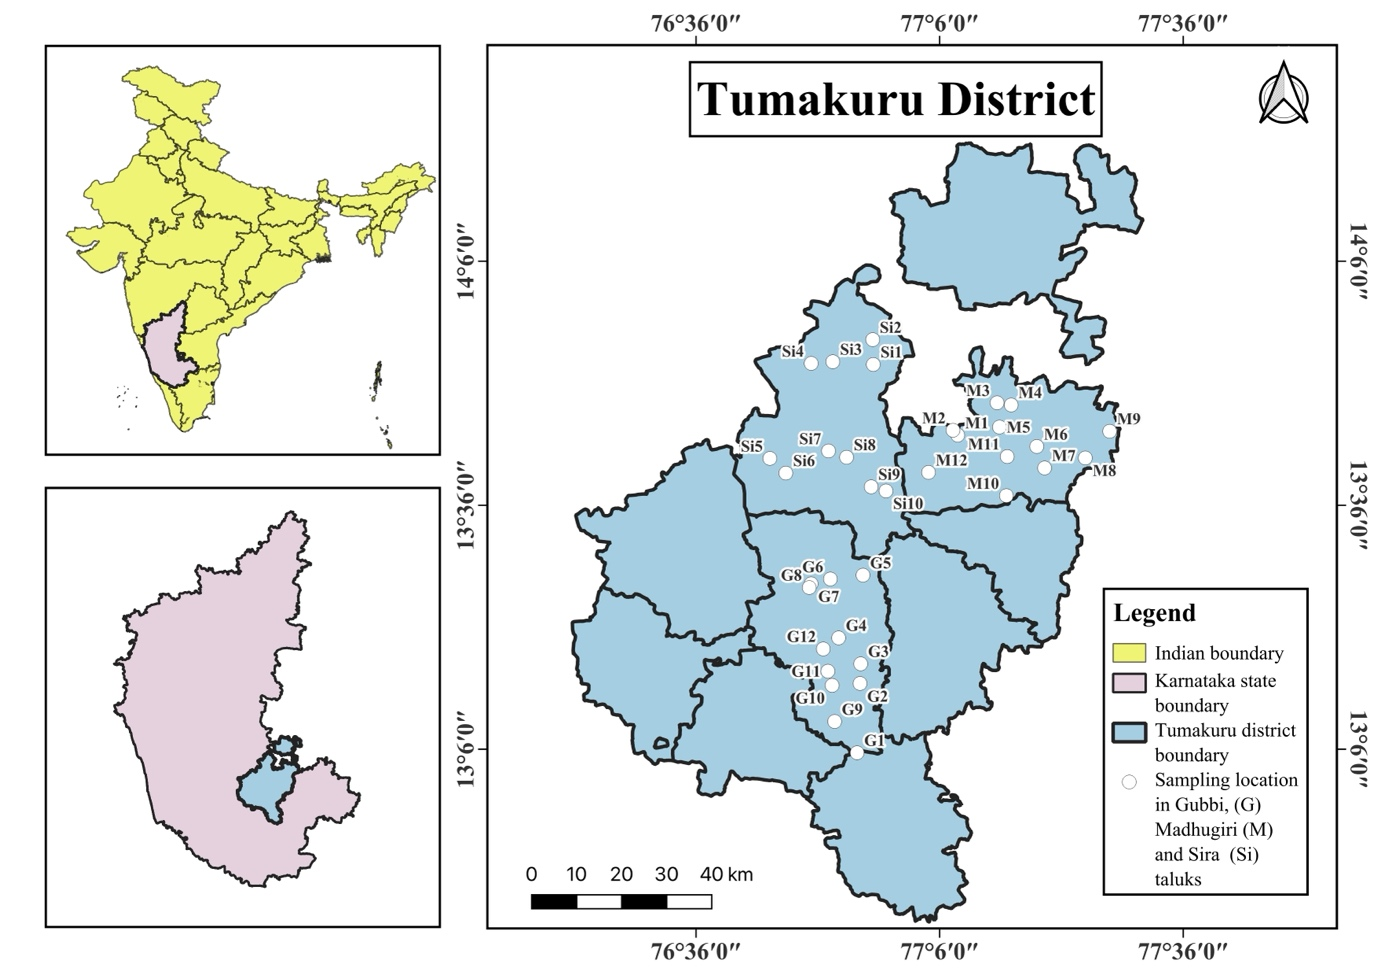 76°36′0″ 77°6′0″ 77°36′0″
Tumakuru District
14°6′0″ 14°6′0″
Si2
Si4 Si3 Si1
M3 M4
M2 M1 M5 M9
Si5 Si7 Si8 M11 M6
Si6 M12 M7 M8
Si9 M10
Si10
13°36′0″ 13°36′0″
G8 G6 G5
G7
G12 G4
G11 G3
G10 G2
G9
G1
13°6′0″ 13°6′0″
Legend
Indian boundary
Karnataka state
boundary
Tumakuru district
boundary
Sampling location
in Gubbi, (G)
Madhugiri (M)
and Sira (Si)
taluks
0 10 20 30 40 km
76°36′0″ 77°6′0″ 77°36′0″